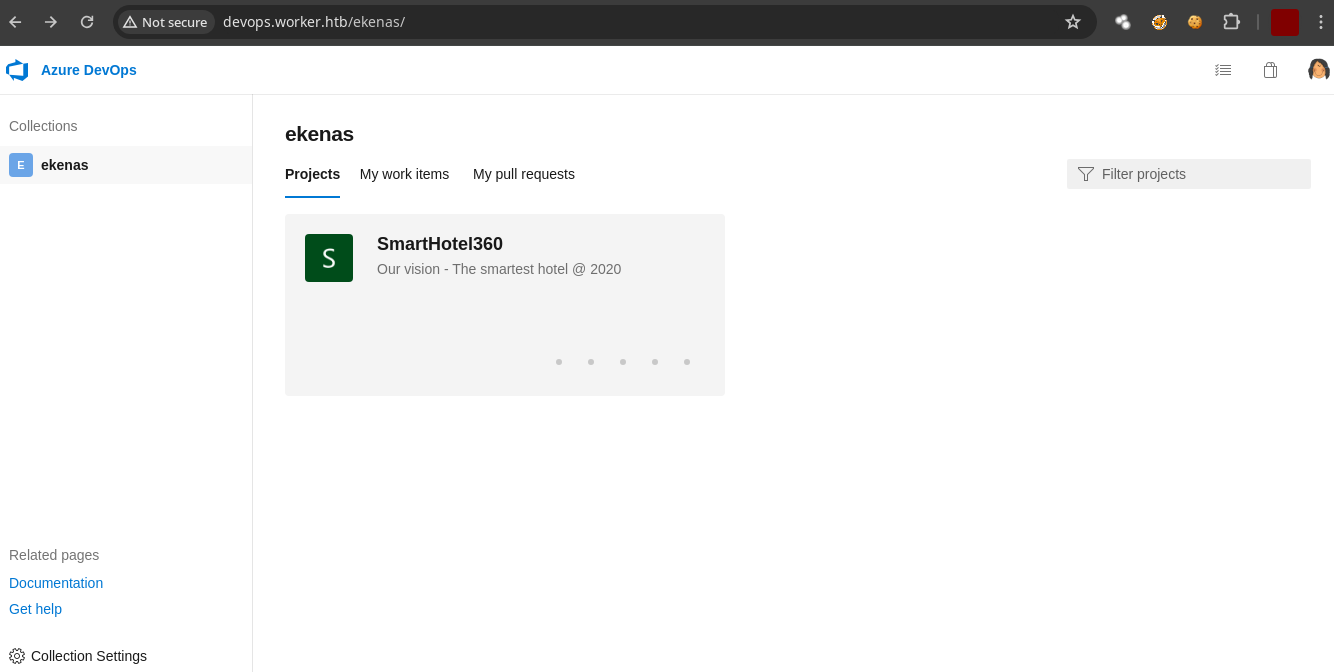 Not secure devops.worker.htb/ekenas/
Azure DevOps
Collections
E ekenas
ekenas
Projects My work items My pull requests Filter projects
S SmartHotel360
Our vision - The smartest hotel @ 2020
Related pages
Documentation
Get help
Collection Settings